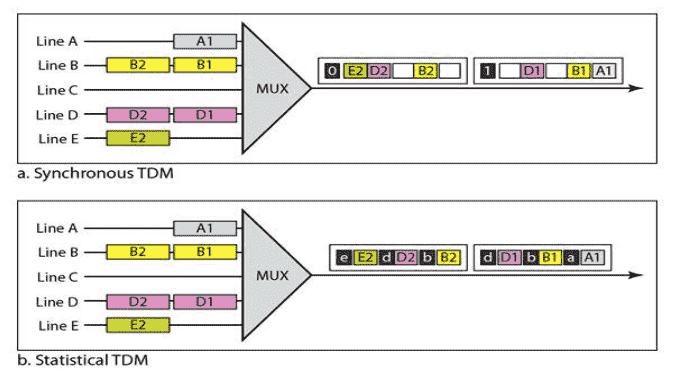 Line A
A1
Line B
B2 B1
Line C
Line D
D2 D1
Line E
E2
MUX
0 E2 D2 B2
1 D1 B1 A1
a. Synchronous TDM
Line A
A1
Line B
B2 B1
Line C
Line D
D2 D1
Line E
E2
MUX
e E2 d D2 b B2
d D1 b B1 a A1
b. Statistical TDM